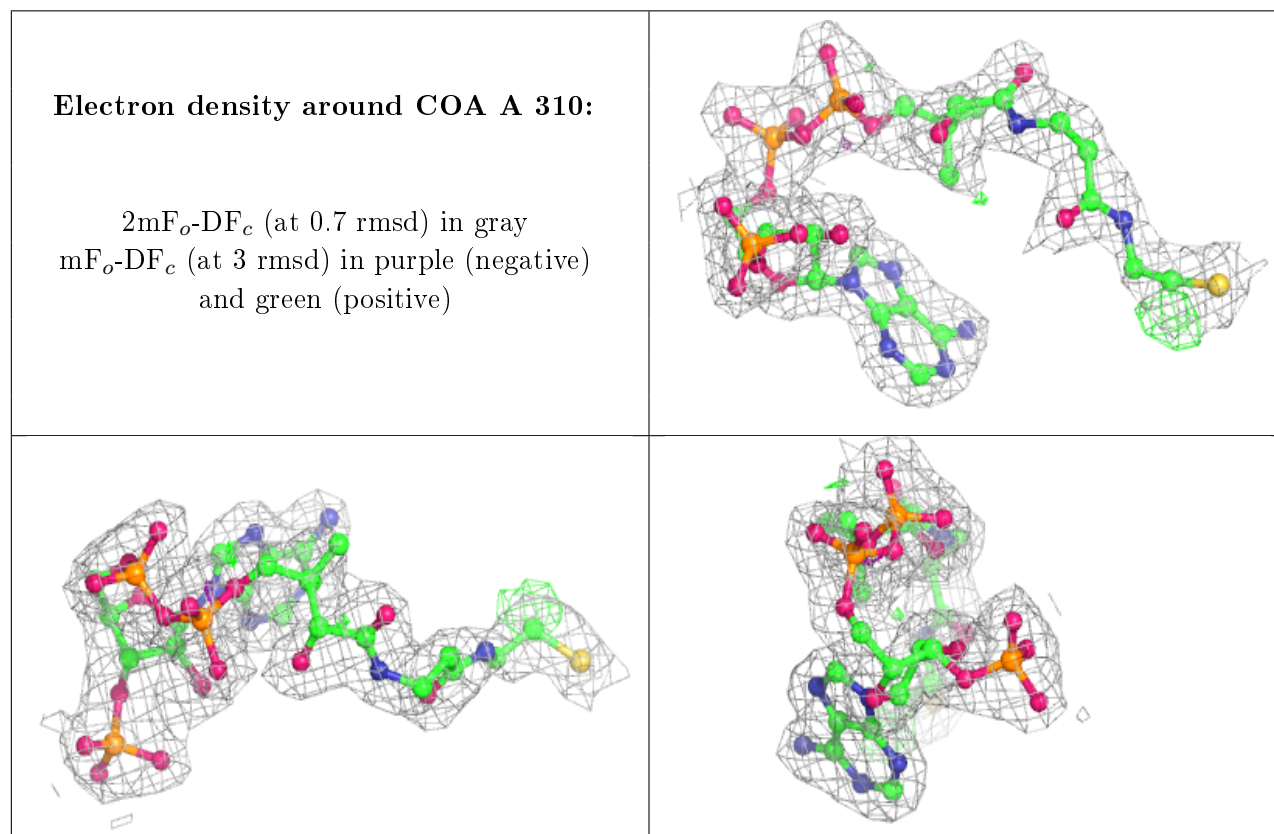 Electron density around COA A 310:
2mFₒ-DF𝒸 (at 0.7 rmsd) in gray
mFₒ-DF𝒸 (at 3 rmsd) in purple (negative)
and green (positive)